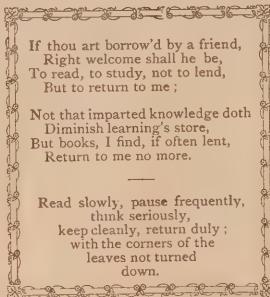 If thou art borrow'd by a friend,
Right welcome shall he be,
To read, to study, not to lend,
But to return to me ;
Not that imparted knowledge doth
Diminish learning's store,
But books, I find, if often lent,
Return to me no more.
Read slowly, pause frequently,
think seriously,
keep cleanly, return duly ;
with the corners of the
leaves not turned
down.